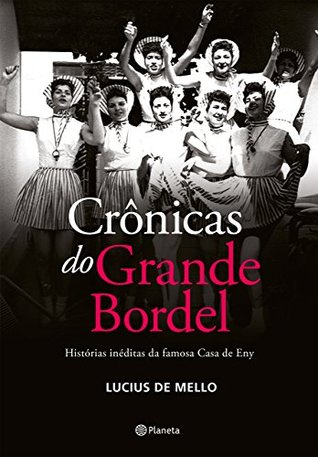 Crônicas
do Grande
Bordel
Histórias inéditas da famosa Casa de Eny
LUCIUS DE MELLO
Planeta